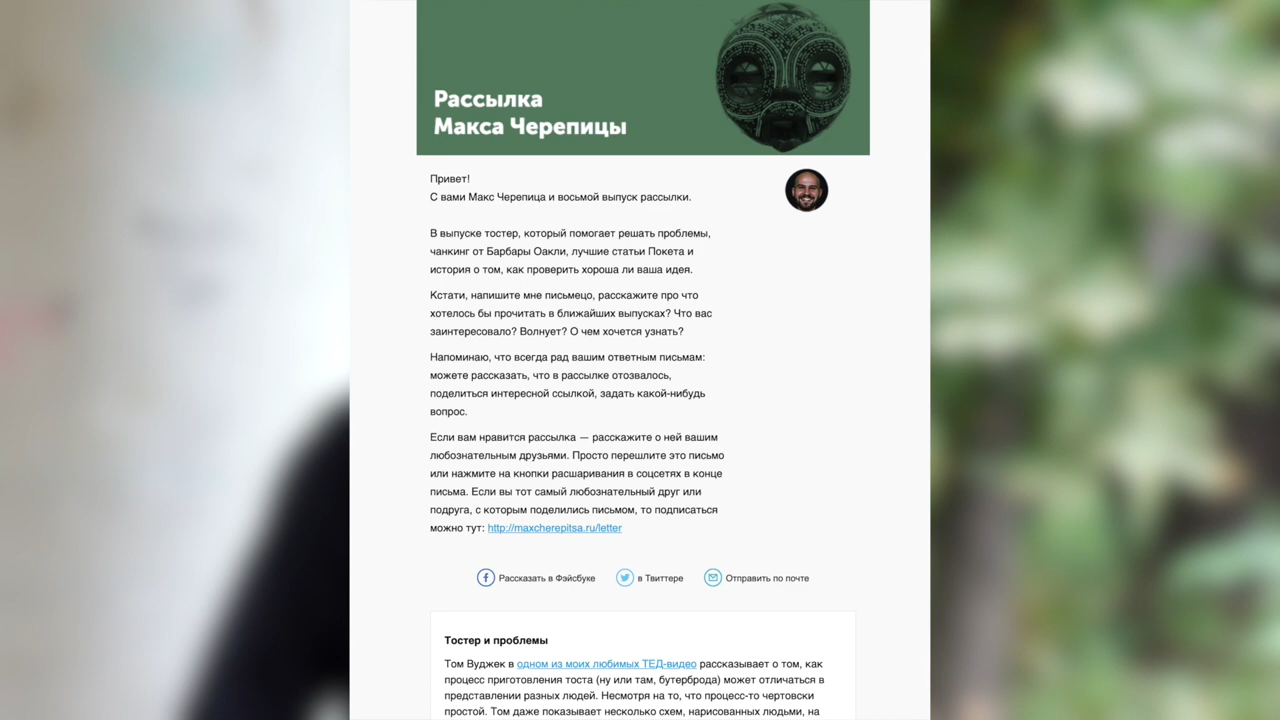 Рассылка
Макса Черепицы
Привет!
С вами Макс Черепица и восьмой выпуск рассылки.
В выпуске тостер, который помогает решать проблемы,
чанкинг от Барбары Оакли, лучшие статьи Покета и
история о том, как проверить хороша ли ваша идея.
Кстати, напишите мне письмецо, расскажите про что
хотелось бы прочитать в ближайших выпусках? Что вас
заинтересовало? Волнует? О чем хочется узнать?
Напоминаю, что всегда рад вашим ответным письмам:
можете рассказать, что в рассылке отозвалось,
поделиться интересной ссылкой, задать какой-нибудь
вопрос.
Если вам нравится рассылка — расскажите о ней вашим
любознательным друзьями. Просто перешлите это письмо
или нажмите на кнопки расшаривания в соцсетях в конце
письма. Если вы тот самый любознательный друг или
подруга, с которым поделились письмом, то подписаться
можно тут: http://maxcherepitsa.ru/letter
Рассказать в Фэйсбуке в Твиттере Отправить по почте
Тостер и проблемы
Том Вуджек в одном из моих любимых ТЕД-видео рассказывает о том, как
процесс приготовления тоста (ну или там, бутерброда) может отличаться в
представлении разных людей. Несмотря на то, что процесс-то чертовски
простой. Том даже показывает несколько схем, нарисованных людьми, на